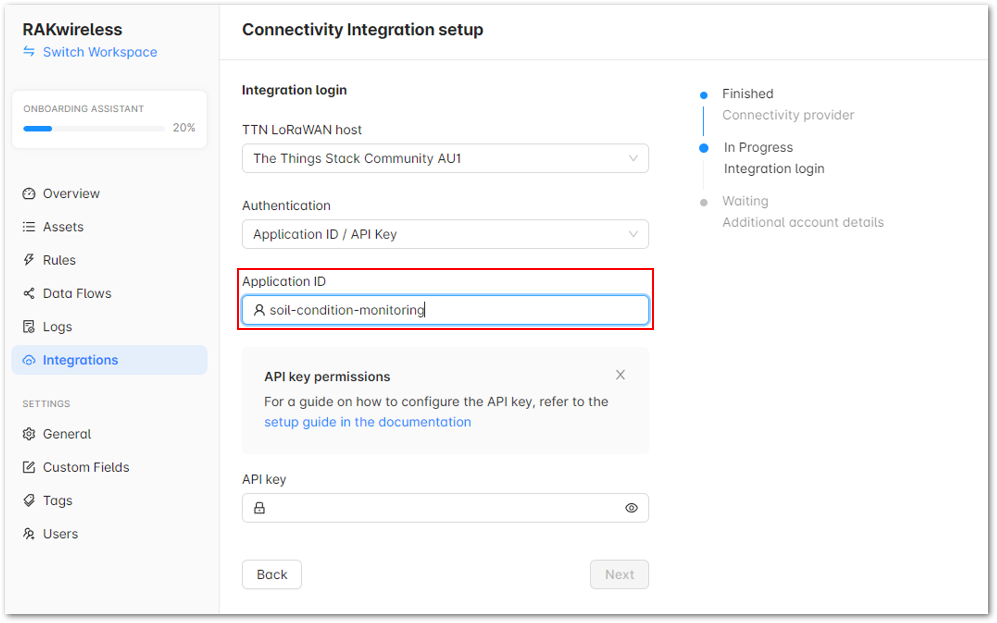 RAKwireless
Switch Workspace
ONBOARDING ASSISTANT
20%
Overview
Assets
Rules
Data Flows
Logs
Integrations
SETTINGS
General
Custom Fields
Tags
Users
Connectivity Integration setup
Integration login
TTN LoRaWAN host
The Things Stack Community AU1
Authentication
Application ID / API Key
Application ID
soil-condition-monitoring
API key permissions
For a guide on how to configure the API key, refer to the
setup guide in the documentation
API key
Back
Next
Finished
Connectivity provider
In Progress
Integration login
Waiting
Additional account details